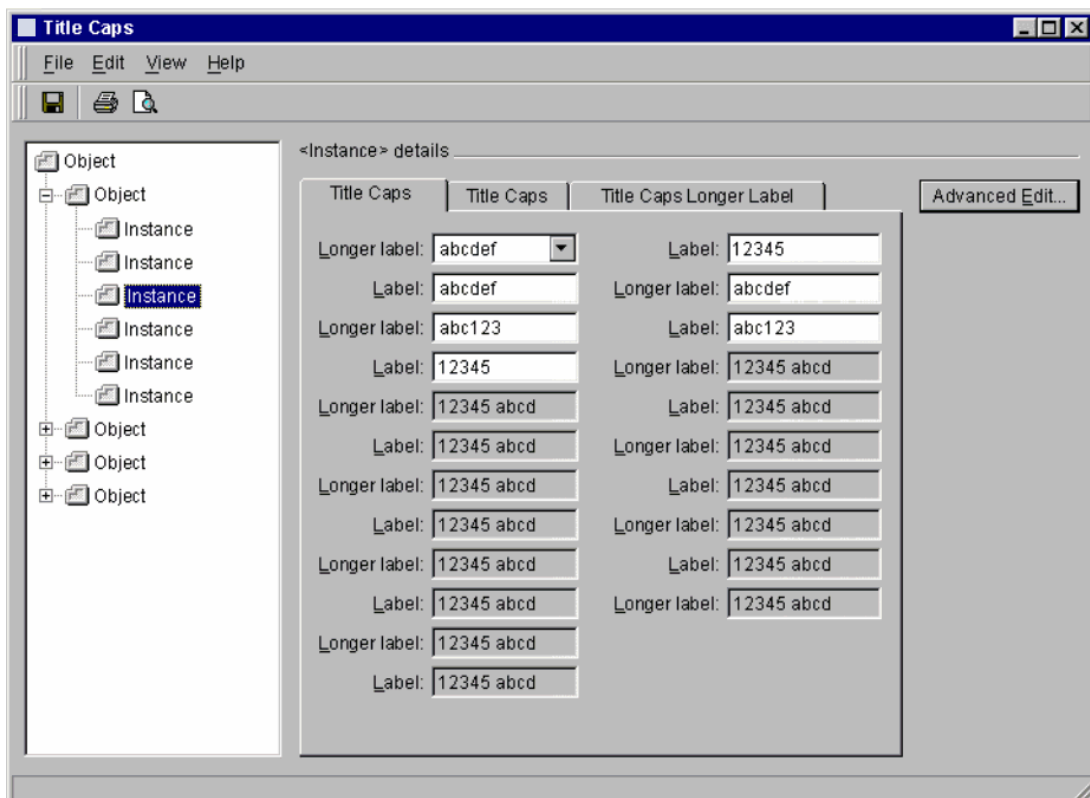 Title Caps
File Edit View Help
Object
Object
Instance
Instance
Instance
Instance
Instance
Instance
Object
Object
Object
<Instance> details
Title Caps Title Caps Title Caps Longer Label
Advanced Edit...
Longer label: abcdef Label: 12345
Label: abcdef Longer label: abcdef
Longer label: abc123 Label: abc123
Label: 12345 Longer label: 12345 abcd
Longer label: 12345 abcd Label: 12345 abcd
Label: 12345 abcd Longer label: 12345 abcd
Longer label: 12345 abcd Label: 12345 abcd
Label: 12345 abcd Longer label: 12345 abcd
Longer label: 12345 abcd Label: 12345 abcd
Label: 12345 abcd Longer label: 12345 abcd
Longer label: 12345 abcd
Label: 12345 abcd